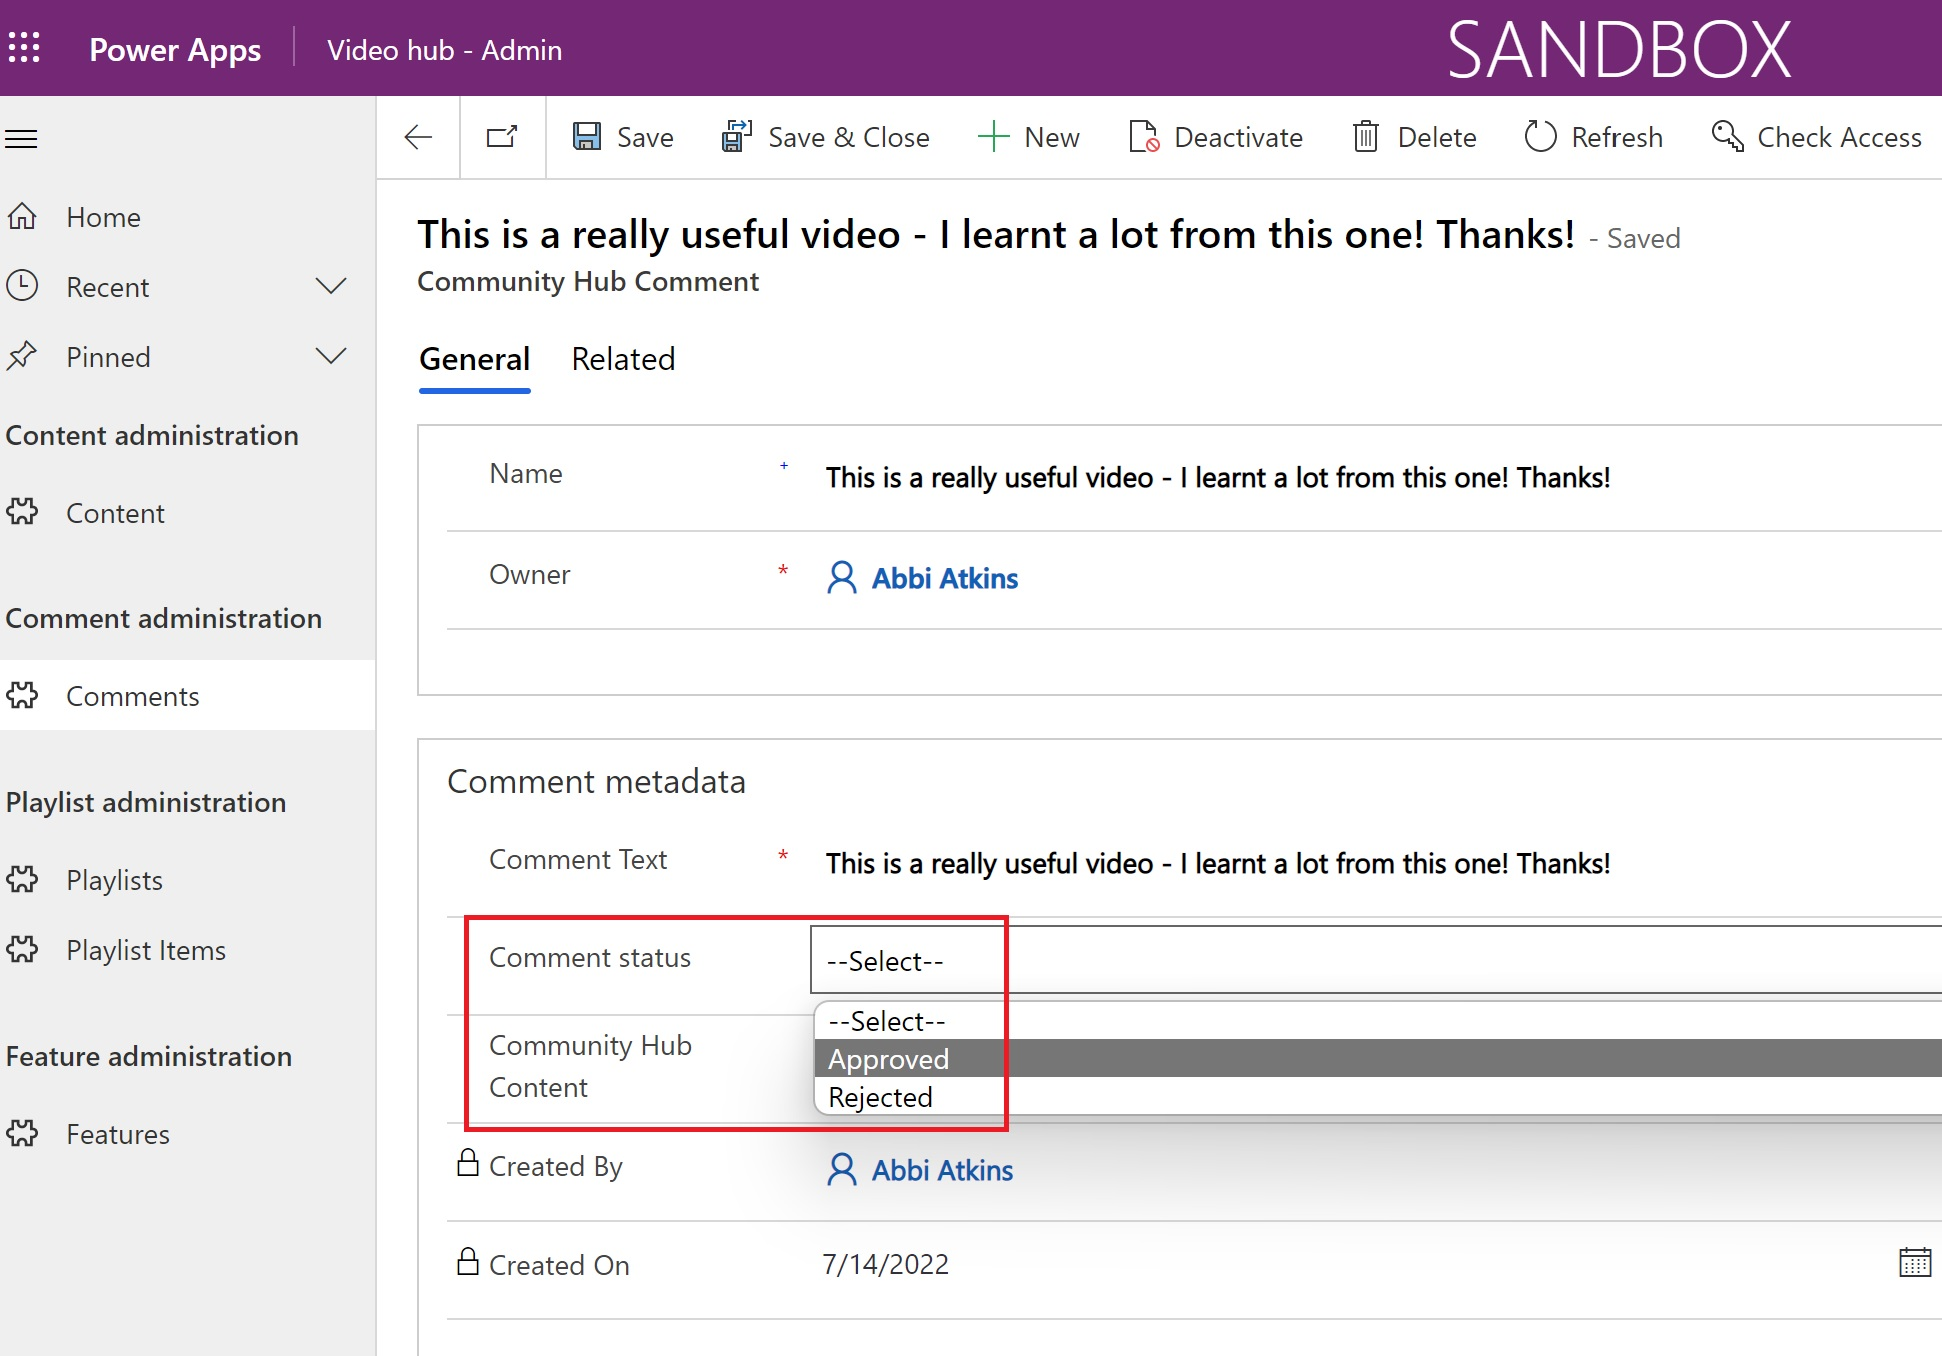 Power Apps
Video hub - Admin
SANDBOX
Save
Save & Close
New
Deactivate
Delete
Refresh
Check Access
Home
Recent
Pinned
Content administration
Content
Comment administration
Comments
Playlist administration
Playlists
Playlist Items
Feature administration
Features
This is a really useful video - I learnt a lot from this one! Thanks! - Saved
Community Hub Comment
General
Related
Name + This is a really useful video - I learnt a lot from this one! Thanks!
Owner * Abbi Atkins
Comment metadata
Comment Text * This is a really useful video - I learnt a lot from this one! Thanks!
Comment status --Select--
--Select--
Approved
Rejected
Community Hub
Content
Created By Abbi Atkins
Created On 7/14/2022